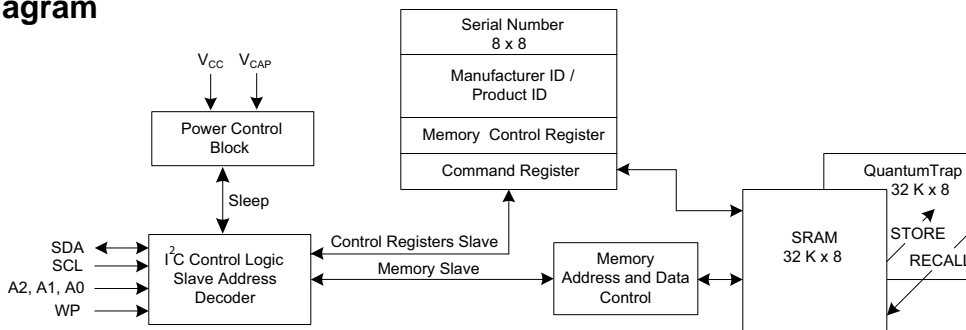 agram
Serial Number
8 x 8
Manufacturer ID /
Product ID
Memory Control Register
Command Register
VCC VCAP
Power Control
Block
Sleep
SDA
SCL
A2, A1, A0
WP
I2C Control Logic
Slave Address
Decoder
Control Registers Slave
Memory Slave
Memory
Address and Data
Control
SRAM
32 K x 8
QuantumTrap
32 K x 8
STORE
RECALL